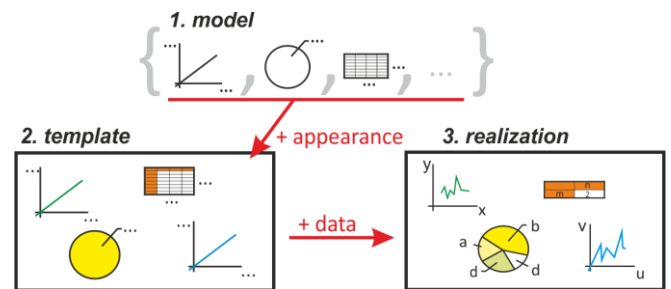 1. model
...
...
...
...
...
...
+ appearance
2. template
...
...
...
...
...
...
...
+ data
3. realization
y
x
n
m
2
a
b
d
d
v
u